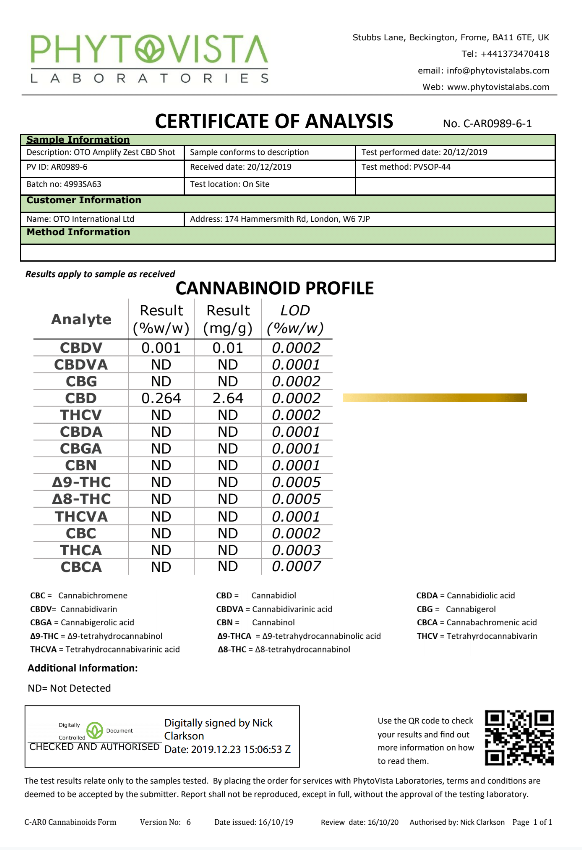 PHYTOVISTA
LABORATORIES
Stubbs Lane, Beckington, Frome, BA11 6TE, UK
Tel: +441373470418
email: info@phytovistalabs.com
Web: www.phytovistalabs.com
CERTIFICATE OF ANALYSIS No. C-AR0989-6-1
Sample Information
Description: OTO Amplify Zest CBD Shot Sample conforms to description Test performed date: 20/12/2019
PV ID: AR0989-6 Received date: 20/12/2019 Test method: PVSOP-44
Batch no: 4993SA63 Test location: On Site
Customer Information
Name: OTO International Ltd Address: 174 Hammersmith Rd, London, W6 7JP
Method Information
Results apply to sample as received
CANNABINOID PROFILE
Analyte Result (%w/w) Result (mg/g) LOD (%w/w)
CBDV 0.001 0.01 0.0002
CBDVA ND ND 0.0001
CBG ND ND 0.0002
CBD 0.264 2.64 0.0002
THCV ND ND 0.0002
CBDA ND ND 0.0001
CBGA ND ND 0.0001
CBN ND ND 0.0001
Δ9-THC ND ND 0.0005
Δ8-THC ND ND 0.0005
THCVA ND ND 0.0001
CBC ND ND 0.0002
THCA ND ND 0.0003
CBCA ND ND 0.0007
CBC = Cannabichromene CBD = Cannabidiol CBDA = Cannabidiolic acid
CBDV= Cannabidivarin CBDVA = Cannabidivarinic acid CBG = Cannabigerol
CBGA = Cannabigerolic acid CBN = Cannabinol CBCA = Cannabachromenic acid
Δ9-THC = Δ9-tetrahydrocannabinol Δ9-THCA = Δ9-tetrahydrocannabinolic acid THCV = Tetrahyrdocannabivarin
THCVA = Tetrahydrocannabivarinic acid Δ8-THC = Δ8-tetrahydrocannabinol
Additional Information:
ND= Not Detected
Digitally Document
Controlled
CHECKED AND AUTHORISED
Digitally signed by Nick
Clarkson
Date: 2019.12.23 15:06:53 Z
Use the QR code to check
your results and find out
more information on how
to read them.
The test results relate only to the samples tested. By placing the order for services with PhytoVista Laboratories, terms and conditions are
deemed to be accepted by the submitter. Report shall not be reproduced, except in full, without the approval of the testing laboratory.
C-AR0 Cannabinoids Form Version No: 6 Date issued: 16/10/19 Review date: 16/10/20 Authorised by: Nick Clarkson Page 1 of 1